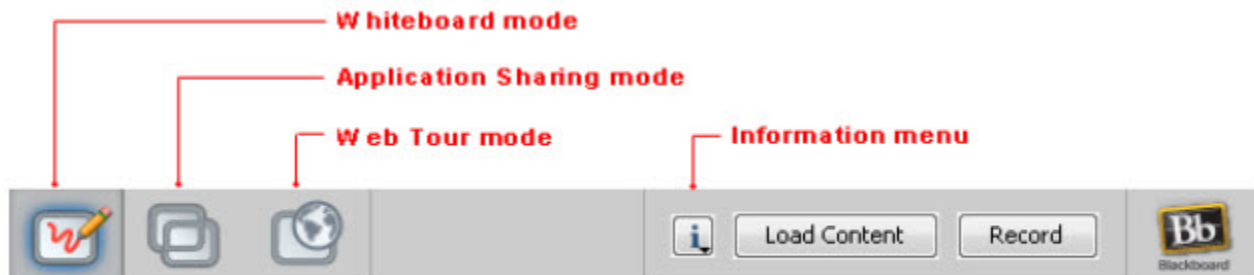 Whiteboard mode
Application Sharing mode
Web Tour mode
Information menu
i
Load Content
Record
Bb
Blackboard